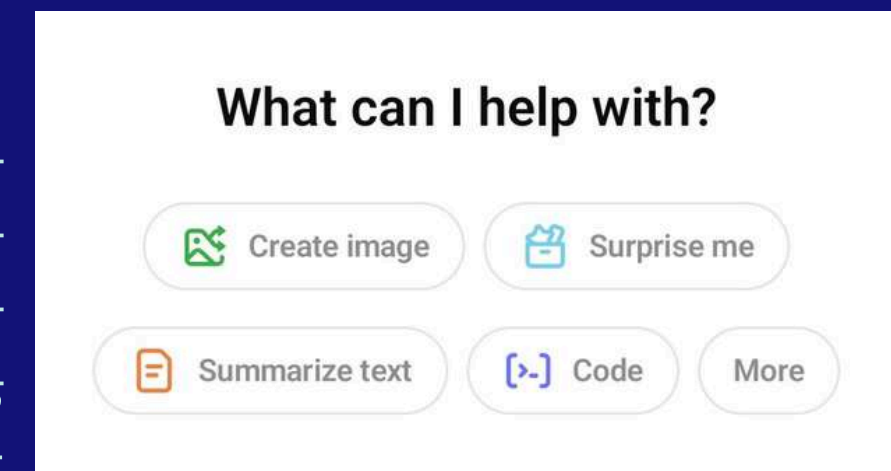 What can I help with?
Create image
Surprise me
Summarize text
Code
More